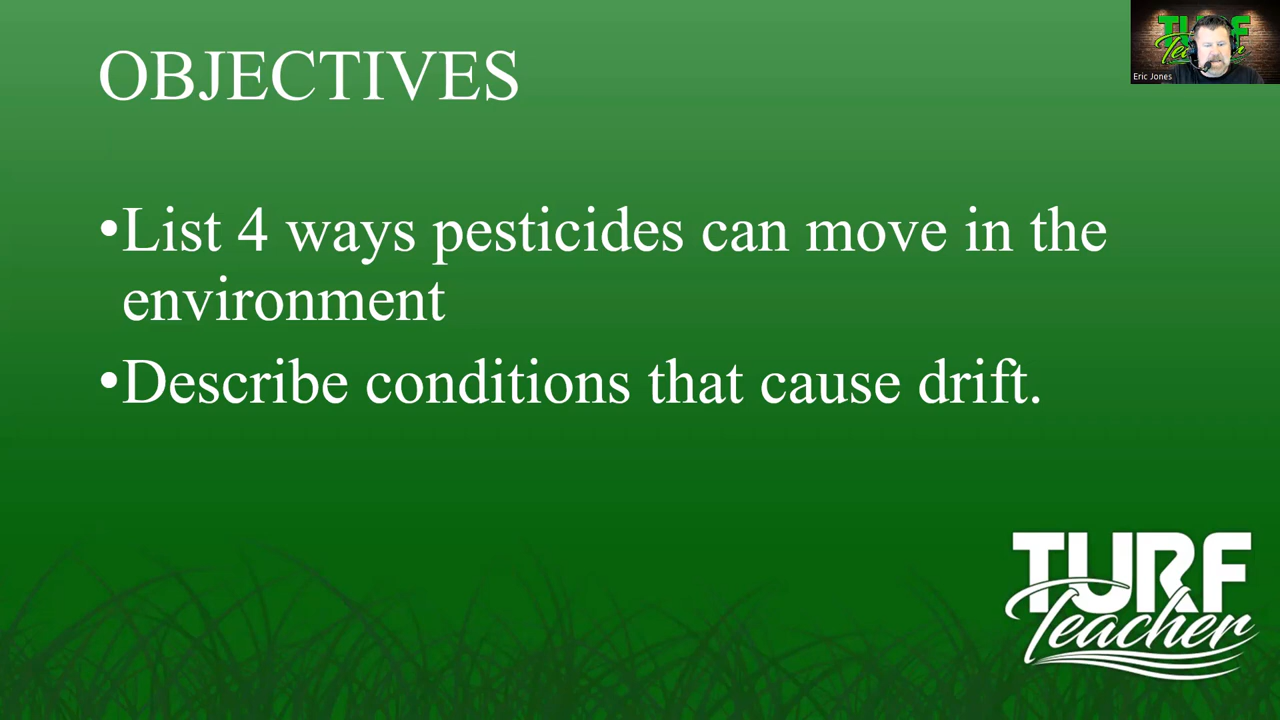 OBJECTIVES
•List 4 ways pesticides can move in the
environment
•Describe conditions that cause drift.
TURF
Teacher
Eric Jones
TURF